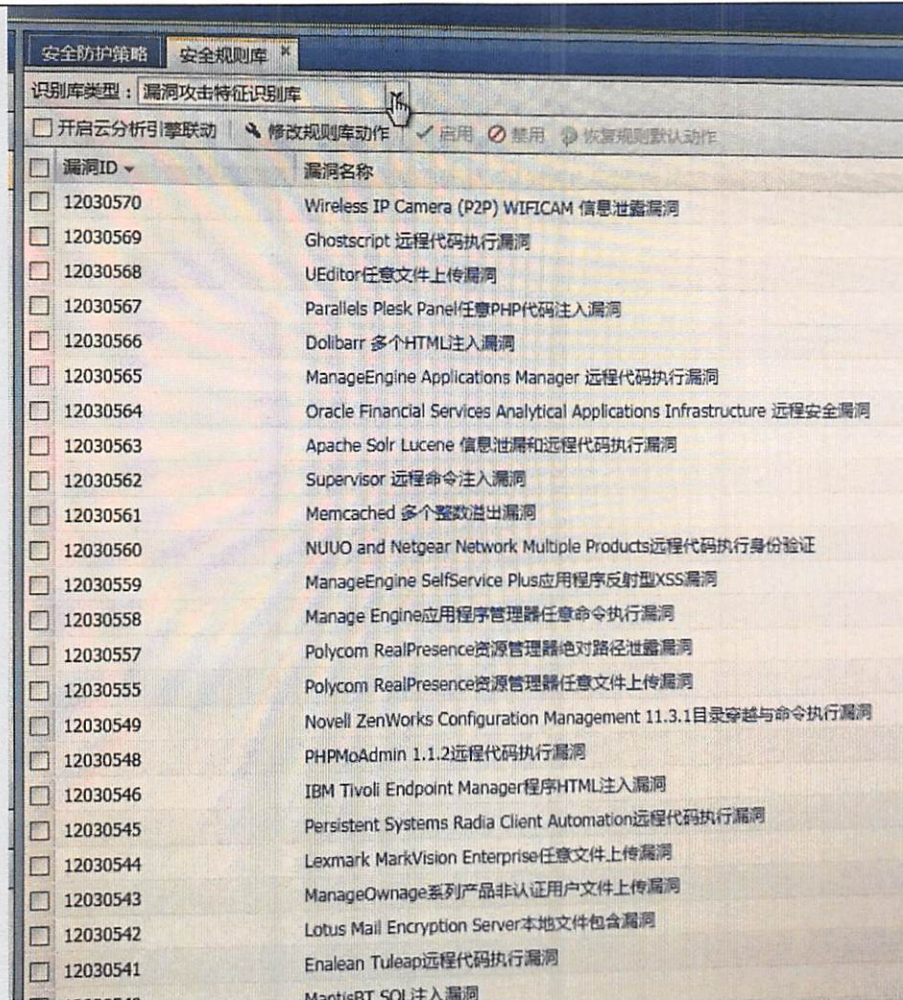 安全防护策略 安全规则库 ×
识别库类型： 漏洞攻击特征识别库
开启云分析引擎联动 修改规则库动作 启用 禁用 恢复规则默认动作
漏洞ID 漏洞名称
12030570 Wireless IP Camera (P2P) WIFICAM 信息泄露漏洞
12030569 Ghostscript 远程代码执行漏洞
12030568 UEditor任意文件上传漏洞
12030567 Parallels Plesk Panel任意PHP代码注入漏洞
12030566 Dolibarr 多个HTML注入漏洞
12030565 ManageEngine Applications Manager 远程代码执行漏洞
12030564 Oracle Financial Services Analytical Applications Infrastructure 远程安全漏洞
12030563 Apache Solr Lucene 信息泄漏和远程代码执行漏洞
12030562 Supervisor 远程命令注入漏洞
12030561 Memcached 多个整数溢出漏洞
12030560 NUUO and Netgear Network Multiple Products远程代码执行身份验证
12030559 ManageEngine SelfService Plus应用程序反射型XSS漏洞
12030558 Manage Engine应用程序管理器任意命令执行漏洞
12030557 Polycom RealPresence资源管理器绝对路径泄露漏洞
12030555 Polycom RealPresence资源管理器任意文件上传漏洞
12030549 Novell ZenWorks Configuration Management 11.3.1目录穿越与命令执行漏洞
12030548 PHPMoAdmin 1.1.2远程代码执行漏洞
12030546 IBM Tivoli Endpoint Manager程序HTML注入漏洞
12030545 Persistent Systems Radia Client Automation远程代码执行漏洞
12030544 Lexmark MarkVision Enterprise任意文件上传漏洞
12030543 ManageOwnage系列产品非认证用户文件上传漏洞
12030542 Lotus Mail Encryption Server本地文件包含漏洞
12030541 Enalean Tuleap远程代码执行漏洞
MantisBT SQL注入漏洞